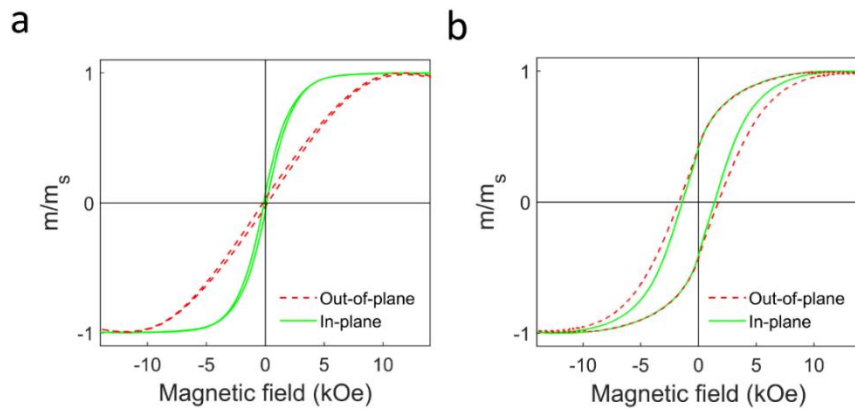 a
b
1
0
-1
m/mₛ
Out-of-plane
In-plane
-10
-5
0
5
10
Magnetic field (kOe)
1
0
-1
m/mₛ
Out-of-plane
In-plane
-10
-5
0
5
10
Magnetic field (kOe)